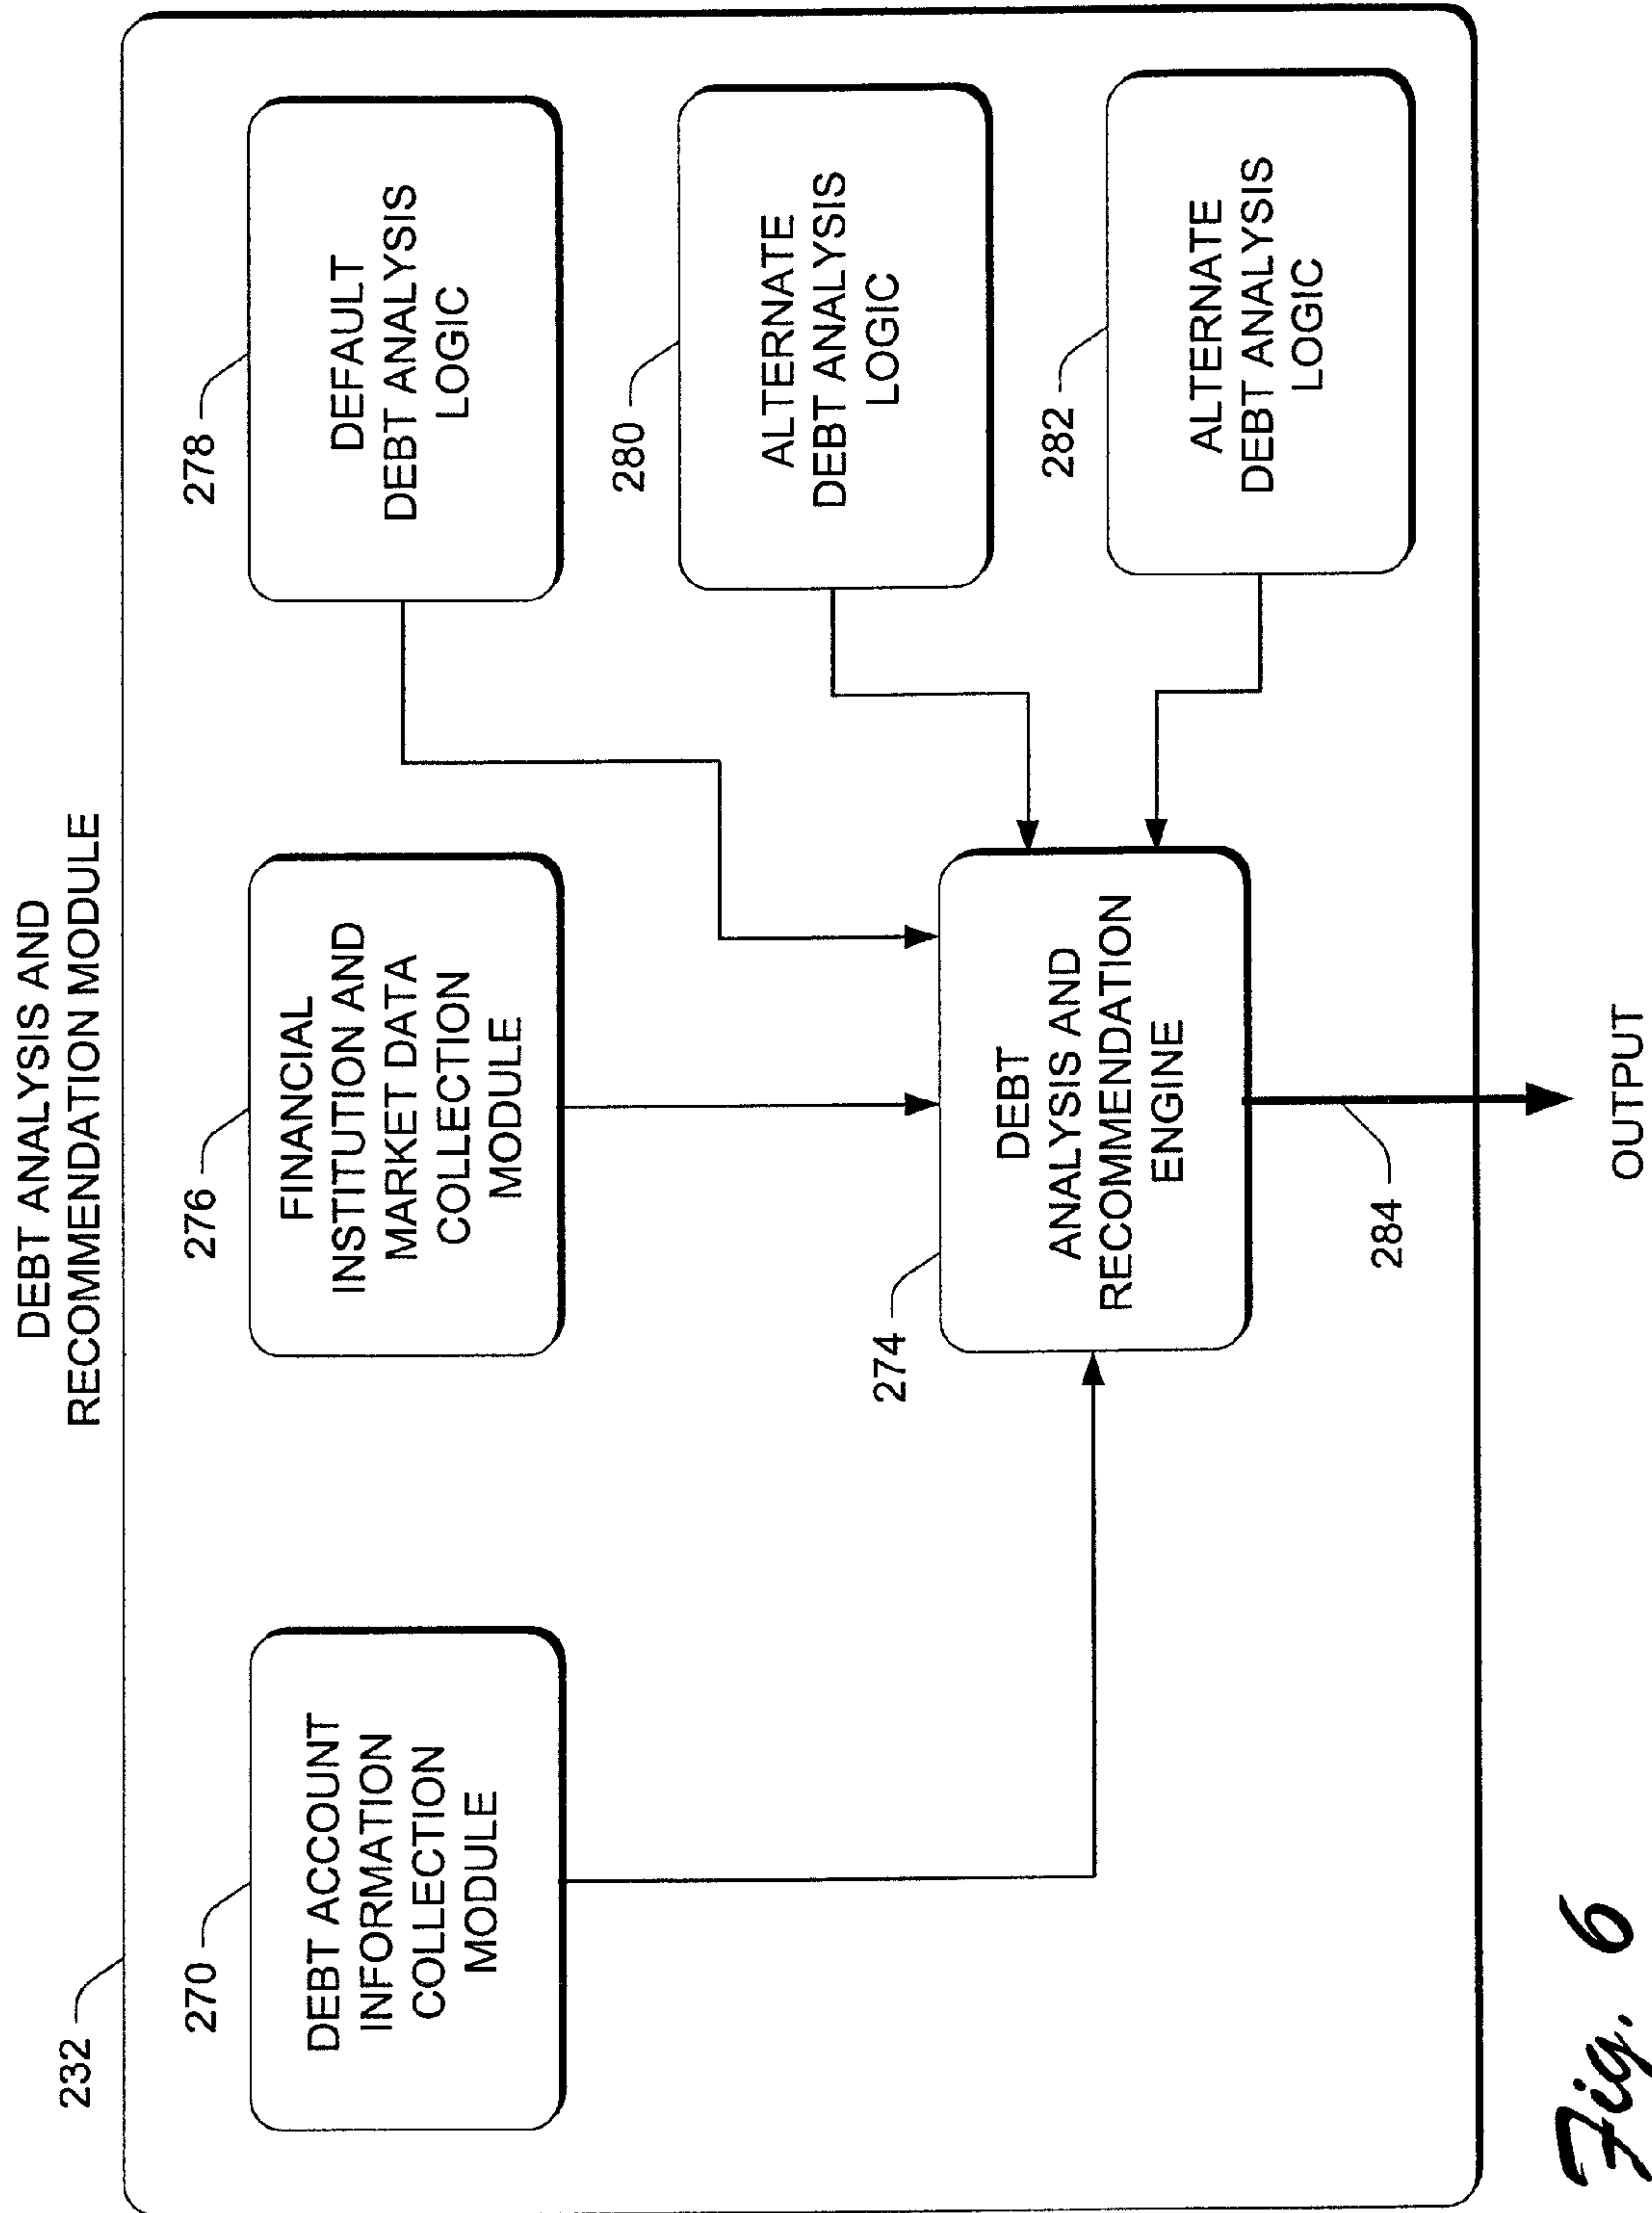 DEBT ANALYSIS AND
RECOMMENDATION MODULE
232
270
DEBT ACCOUNT
INFORMATION
COLLECTION
MODULE
276
FINANCIAL
INSTITUTION AND
MARKET DATA
COLLECTION
MODULE
278
DEFAULT
DEBT ANALYSIS
LOGIC
280
ALTERNATE
DEBT ANALYSIS
LOGIC
282
ALTERNATE
DEBT ANALYSIS
LOGIC
274
DEBT
ANALYSIS AND
RECOMMENDATION
ENGINE
284
OUTPUT
Fig. 6